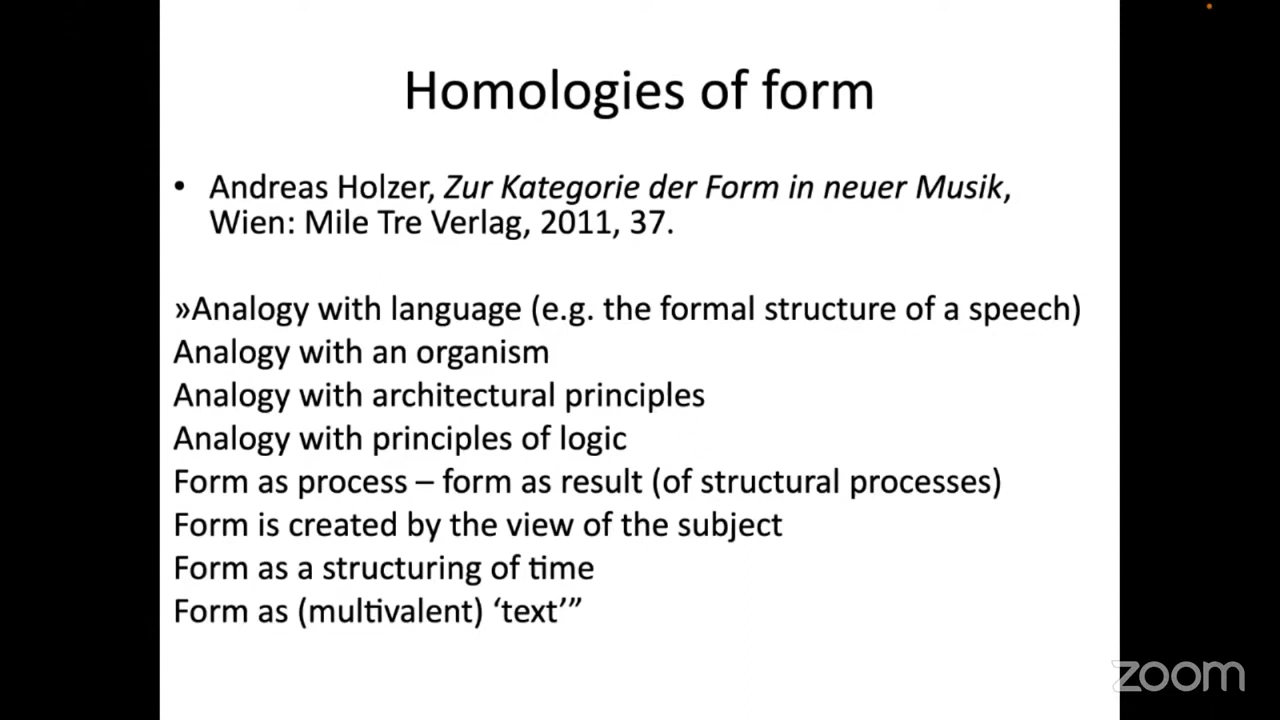 Homologies of form
• Andreas Holzer, Zur Kategorie der Form in neuer Musik,
Wien: Mile Tre Verlag, 2011, 37.
»Analogy with language (e.g. the formal structure of a speech)
Analogy with an organism
Analogy with architectural principles
Analogy with principles of logic
Form as process – form as result (of structural processes)
Form is created by the view of the subject
Form as a structuring of time
Form as (multivalent) ‘text’”
zoom